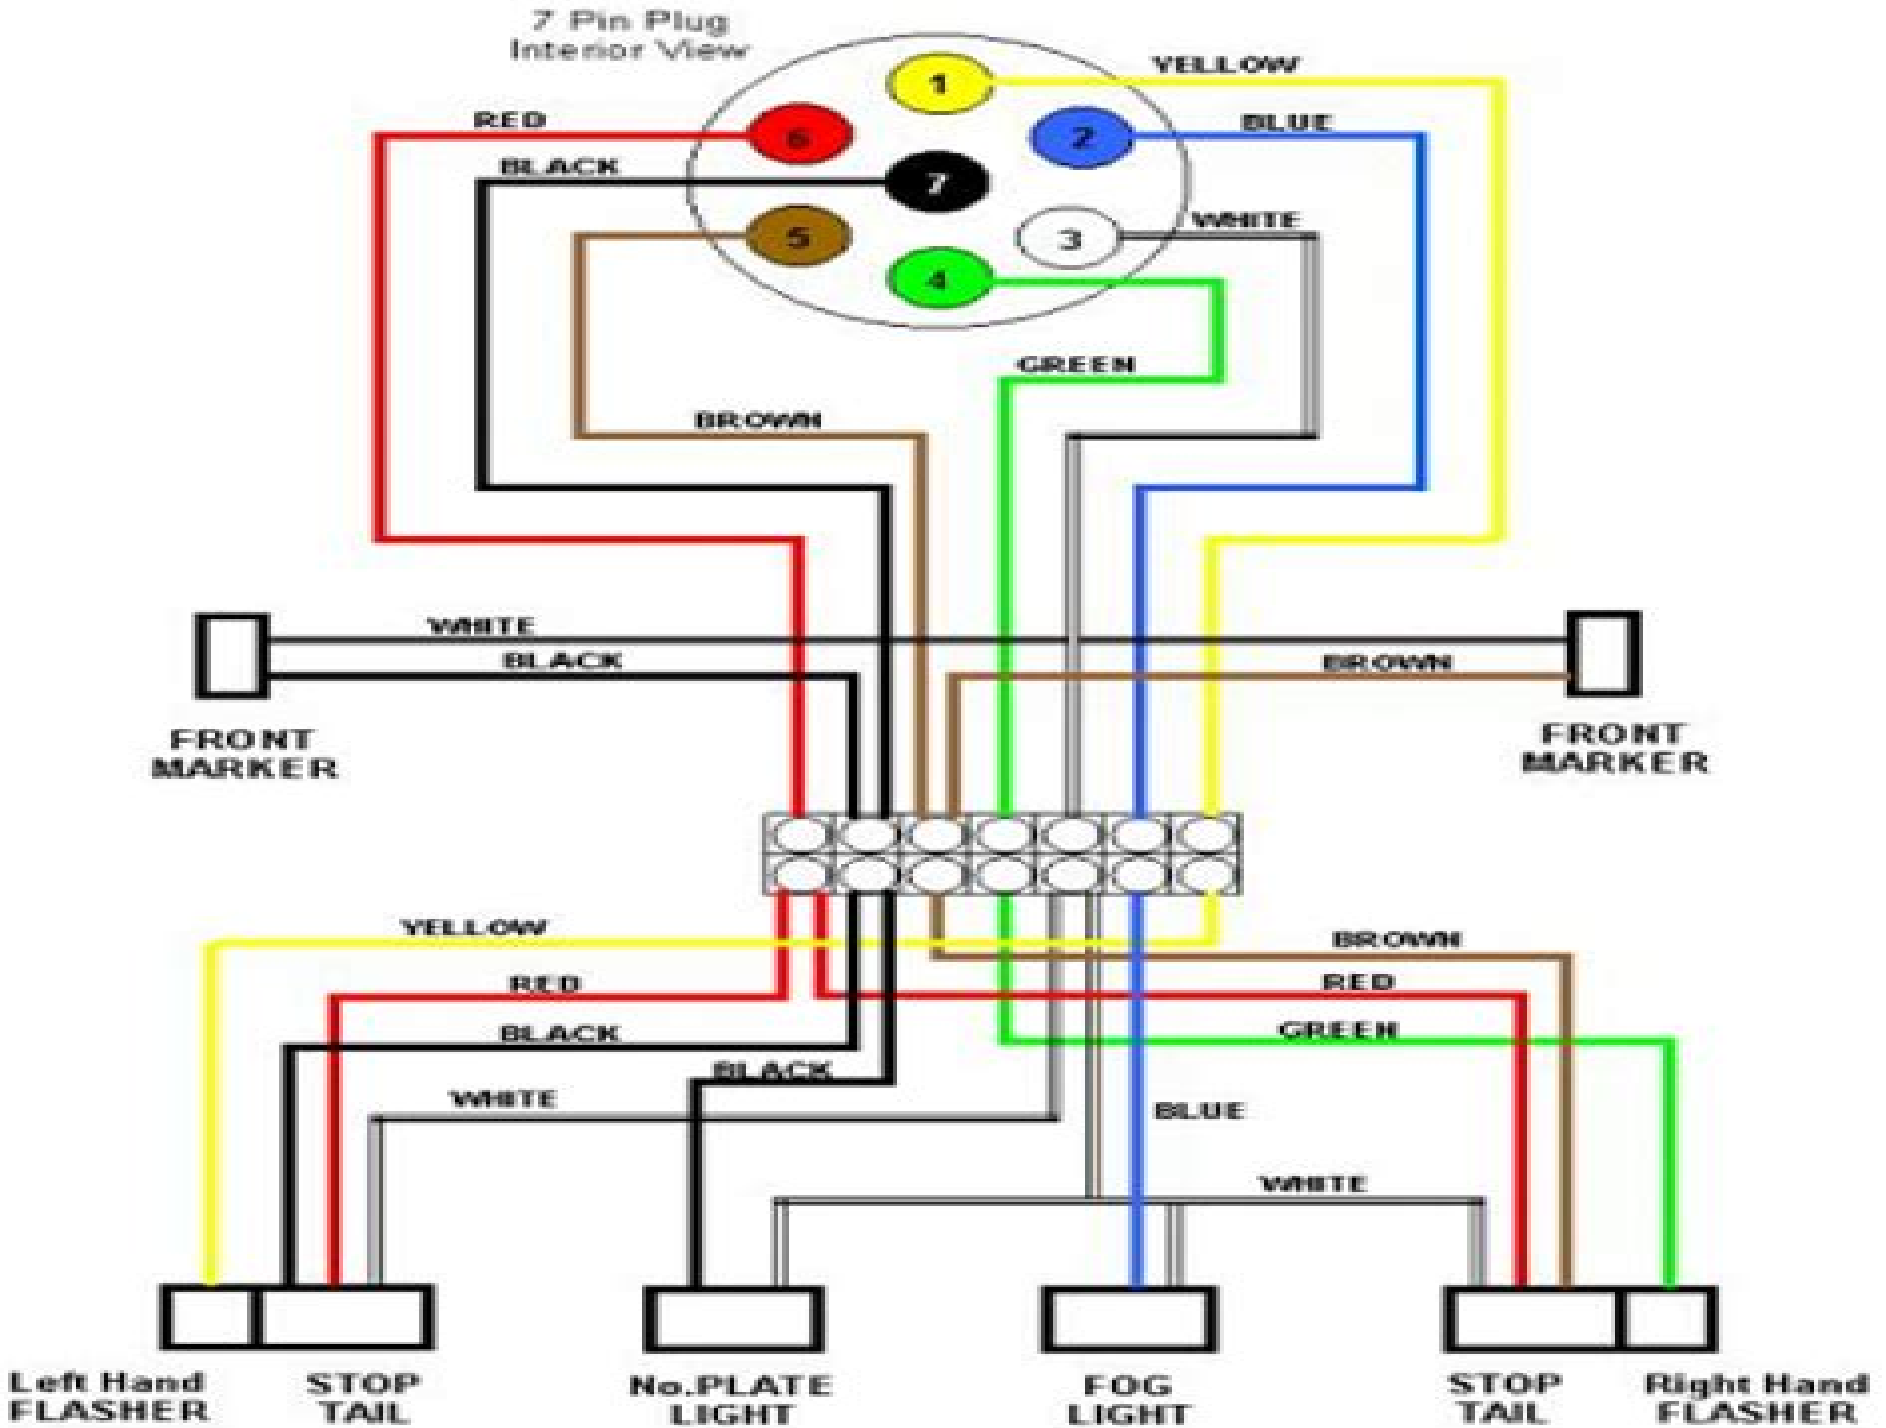 7 Pin Plug
Interior View
1
YELLOW
RED
6
2
BLUE
BLACK
7
WHITE
5
3
4
GREEN
BROWN
WHITE
BLACK
BROWN
FRONT
MARKER
FRONT
MARKER
YELLOW
BROWN
RED
RED
BLACK
GREEN
BLACK
WHITE
BLUE
WHITE
Left Hand
FLASHER
STOP
TAIL
No.PLATE
LIGHT
FOG
LIGHT
STOP
TAIL
Right Hand
FLASHER